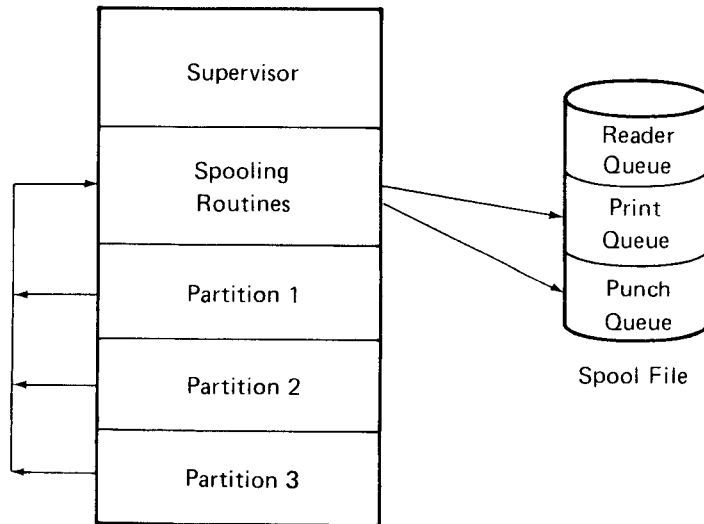 Supervisor
Spooling
Routines
Partition 1
Partition 2
Partition 3
Reader
Queue
Print
Queue
Punch
Queue
Spool File